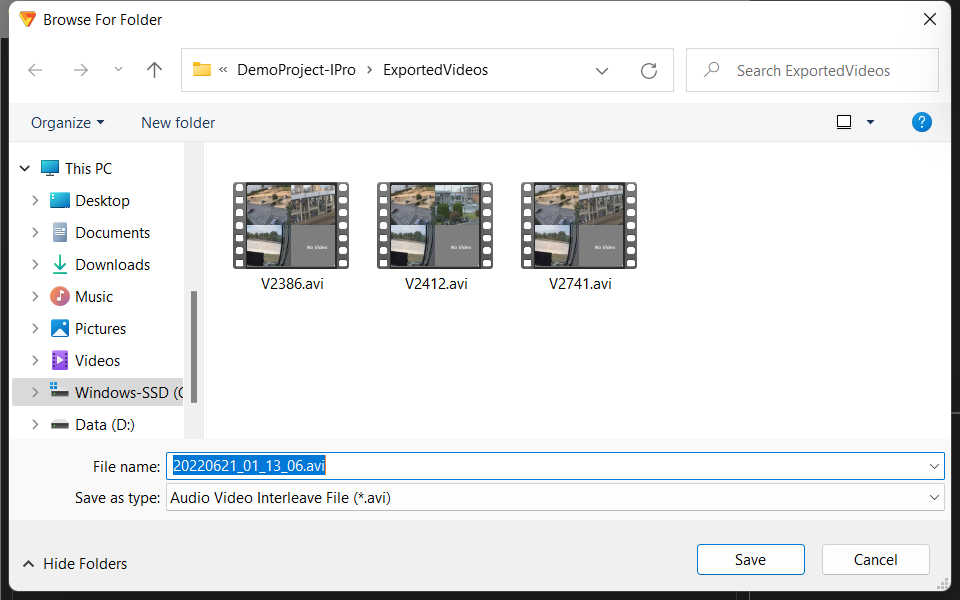 Browse For Folder
« DemoProject-IPro › ExportedVideos
Search ExportedVideos
Organize
New folder
?
This PC
Desktop
Documents
Downloads
Music
Pictures
Videos
Windows-SSD (C
Data (D:)
No Video
No Video
No Video
V2386.avi
V2412.avi
V2741.avi
File name: 20220621_01_13_06.avi
Save as type: Audio Video Interleave File (*.avi)
Hide Folders
Save
Cancel